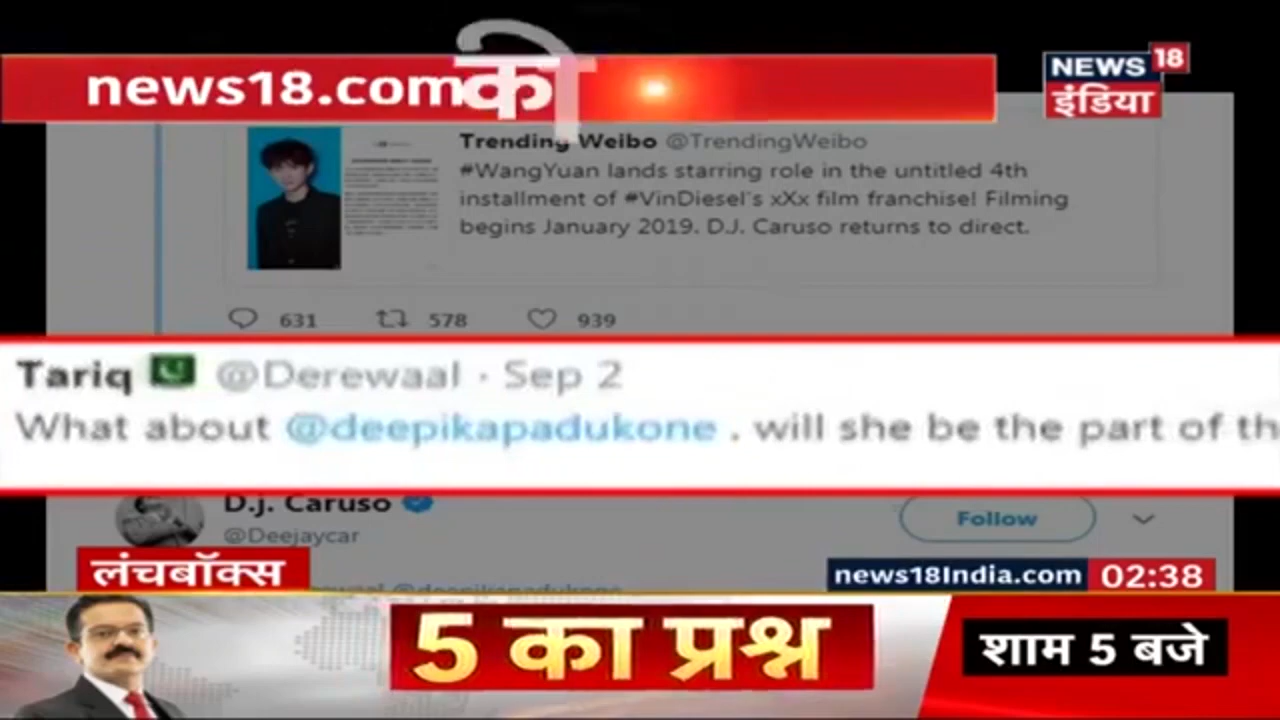 news18.com
को
NEWS 18
इंडिया
Trending Weibo @TrendingWeibo
#WangYuan lands starring role in the untitled 4th
installment of #VinDiesel's xXx film franchise! Filming
begins January 2019. D.J. Caruso returns to direct.
631 578 939
Tariq @Derewaal · Sep 2
What about @deepikapadukone . will she be the part of th
D.j. Caruso
@Deejaycar
Follow
लंचबॉक्स
@deepikapadukone
news18India.com 02:38
5 का प्रश्न
शाम 5 बजे